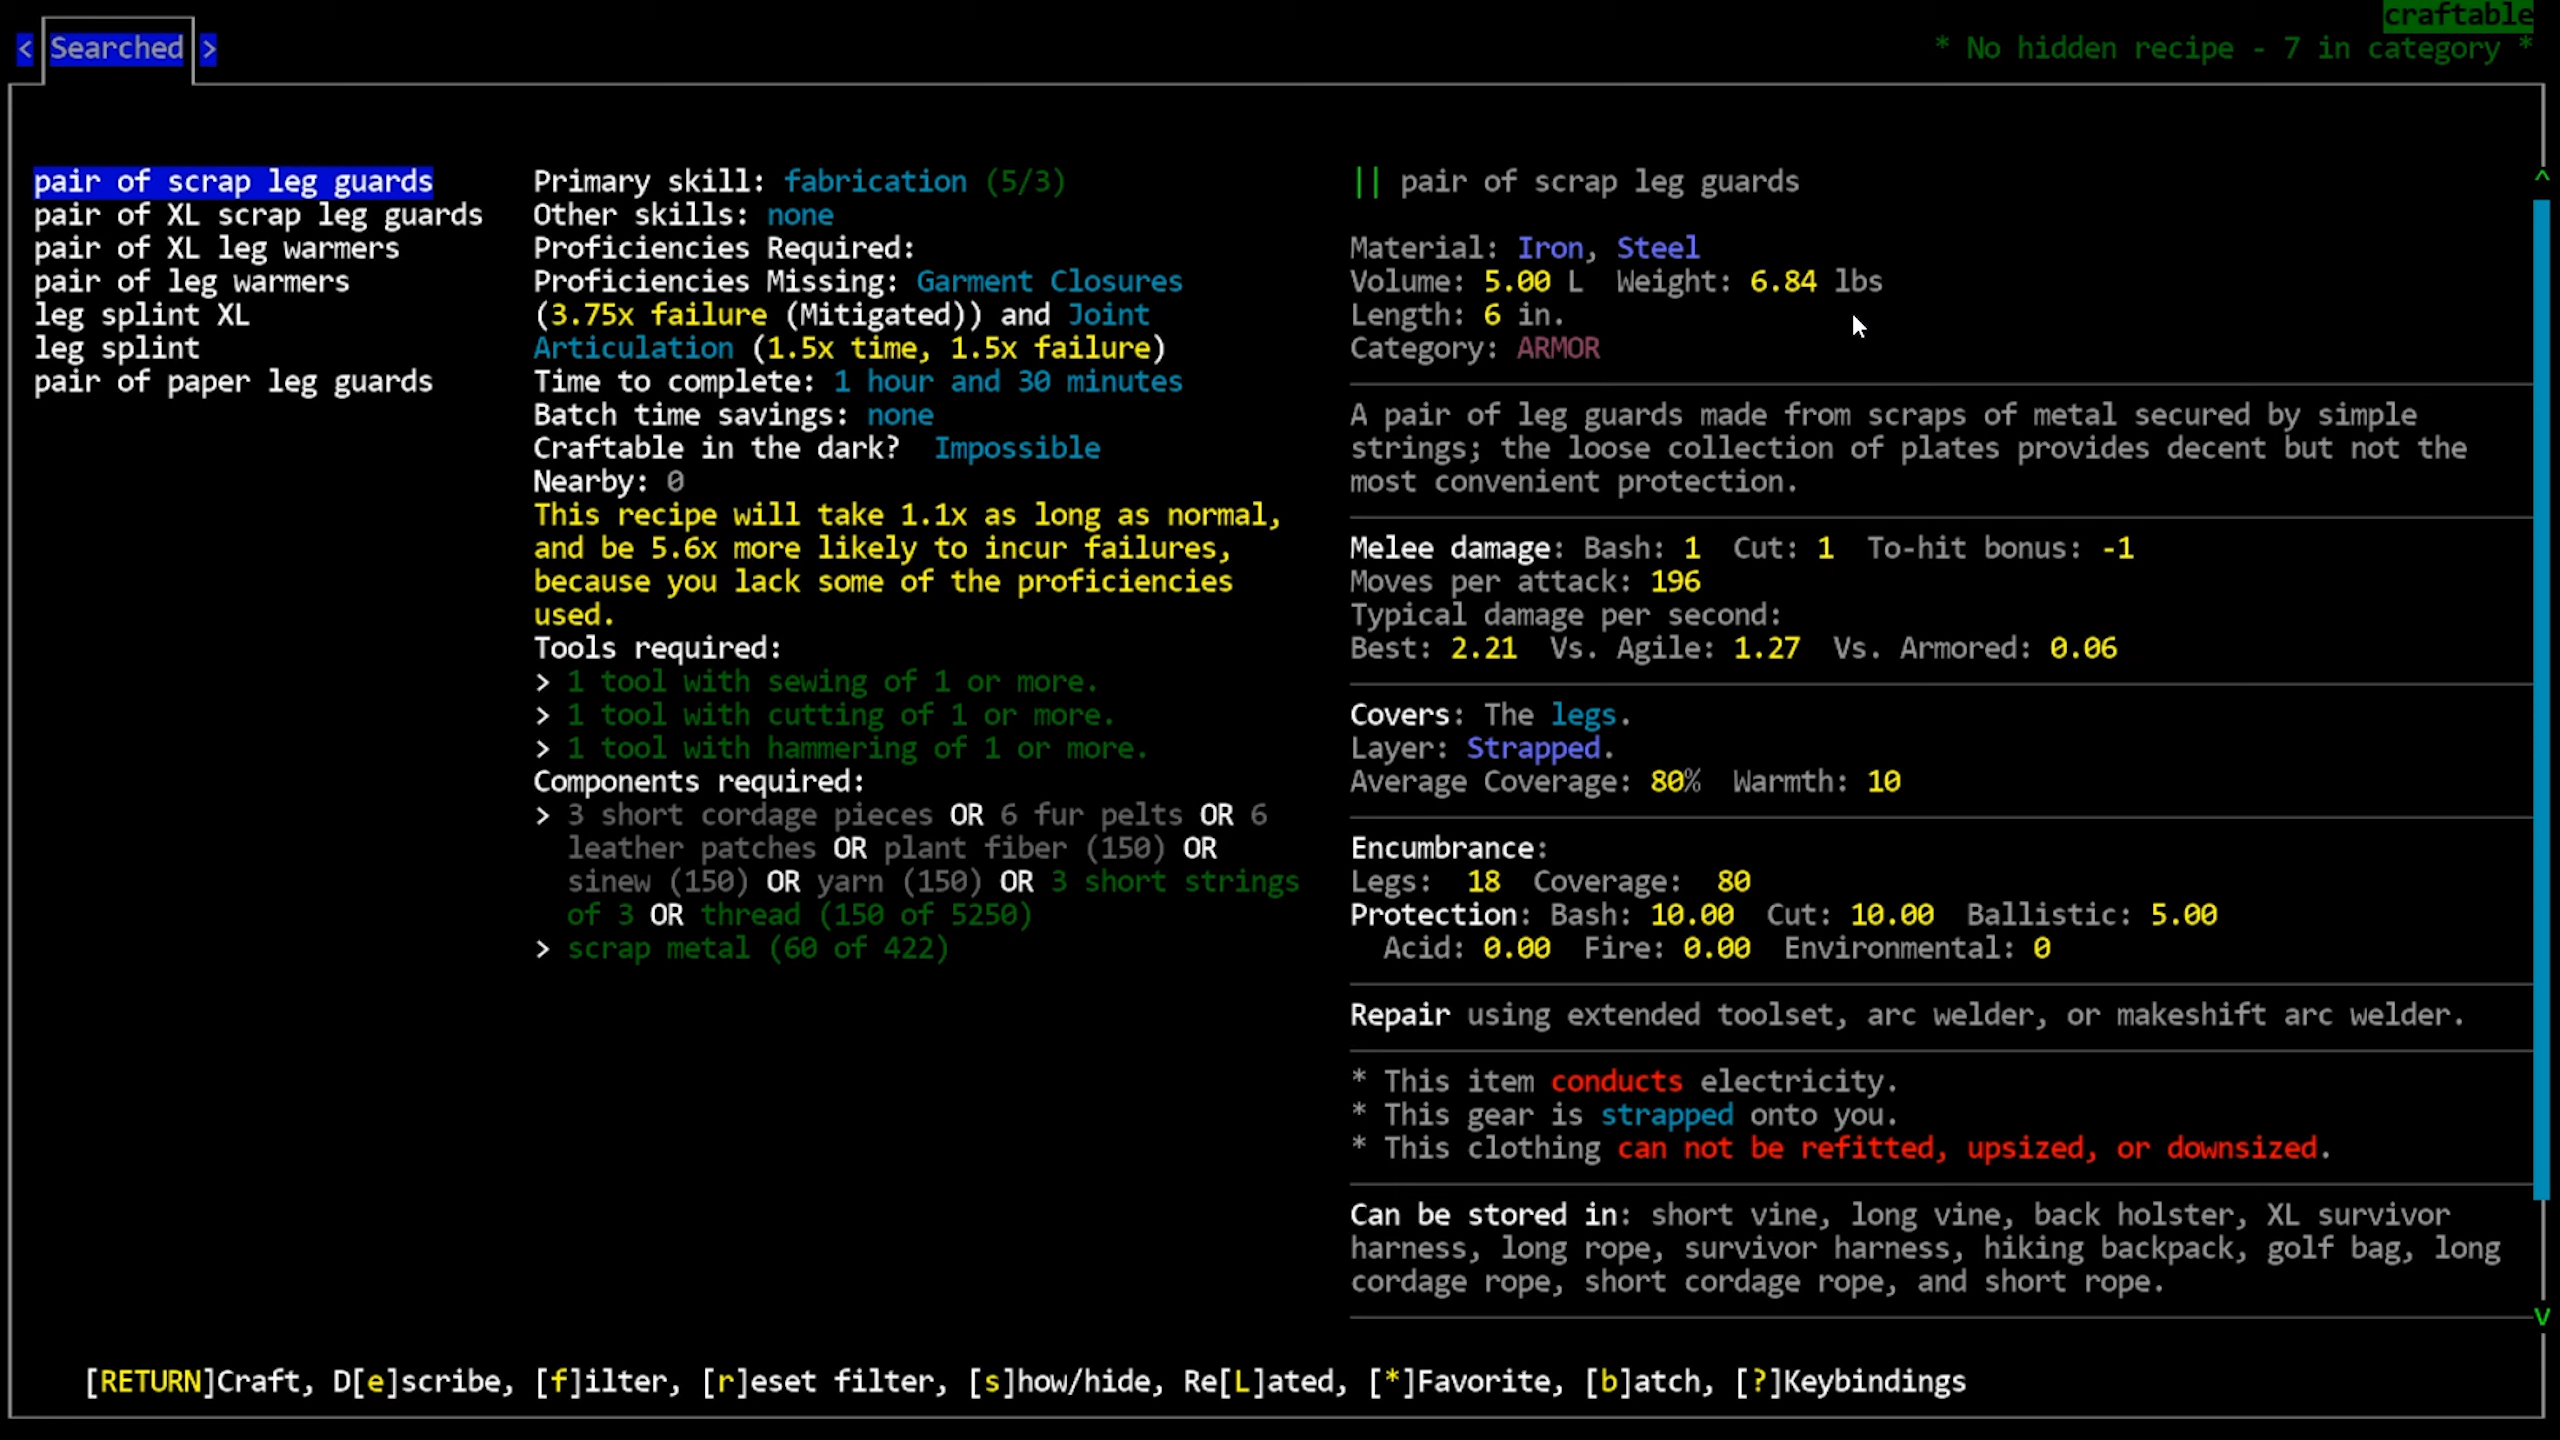 craftable
< Searched >
* No hidden recipe - 7 in category *
pair of scrap leg guards
pair of XL scrap leg guards
pair of XL leg warmers
pair of leg warmers
leg splint XL
leg splint
pair of paper leg guards
Primary skill: fabrication (5/3)
Other skills: none
Proficiencies Required:
Proficiencies Missing: Garment Closures
(3.75x failure (Mitigated)) and Joint
Articulation (1.5x time, 1.5x failure)
Time to complete: 1 hour and 30 minutes
Batch time savings: none
Craftable in the dark?  Impossible
Nearby: 0
This recipe will take 1.1x as long as normal,
and be 5.6x more likely to incur failures,
because you lack some of the proficiencies
used.
Tools required:
> 1 tool with sewing of 1 or more.
> 1 tool with cutting of 1 or more.
> 1 tool with hammering of 1 or more.
Components required:
> 3 short cordage pieces OR 6 fur pelts OR 6
leather patches OR plant fiber (150) OR
sinew (150) OR yarn (150) OR 3 short strings
of 3 OR thread (150 of 5250)
> scrap metal (60 of 422)
|| pair of scrap leg guards
Material: Iron, Steel
Volume: 5.00 L  Weight: 6.84 lbs
Length: 6 in.
Category: ARMOR
A pair of leg guards made from scraps of metal secured by simple
strings; the loose collection of plates provides decent but not the
most convenient protection.
Melee damage: Bash: 1  Cut: 1  To-hit bonus: -1
Moves per attack: 196
Typical damage per second:
Best: 2.21  Vs. Agile: 1.27  Vs. Armored: 0.06
Covers: The legs.
Layer: Strapped.
Average Coverage: 80%  Warmth: 10
Encumbrance:
Legs:  18  Coverage:  80
Protection: Bash: 10.00  Cut: 10.00  Ballistic: 5.00
Acid: 0.00  Fire: 0.00  Environmental: 0
Repair using extended toolset, arc welder, or makeshift arc welder.
* This item conducts electricity.
* This gear is strapped onto you.
* This clothing can not be refitted, upsized, or downsized.
Can be stored in: short vine, long vine, back holster, XL survivor
harness, long rope, survivor harness, hiking backpack, golf bag, long
cordage rope, short cordage rope, and short rope.
[RETURN]Craft, D[e]scribe, [f]ilter, [r]eset filter, [s]how/hide, Re[L]ated, [*]Favorite, [b]atch, [?]Keybindings